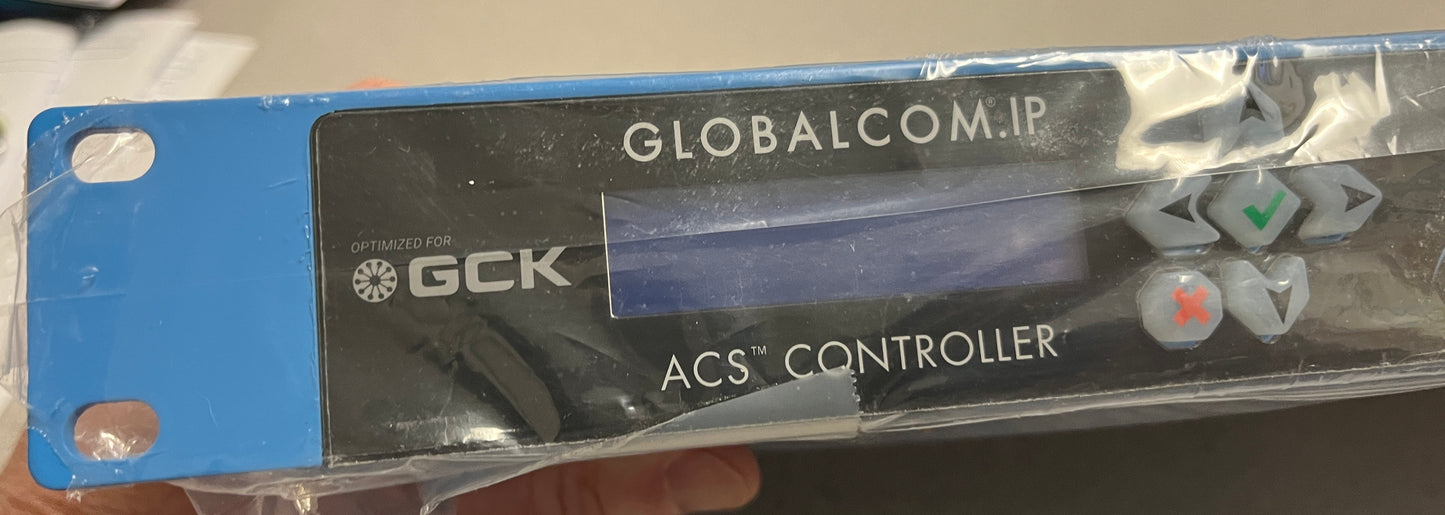 GLOBALCOM®.IP
OPTIMIZED FOR
GCK
ACS™ CONTROLLER